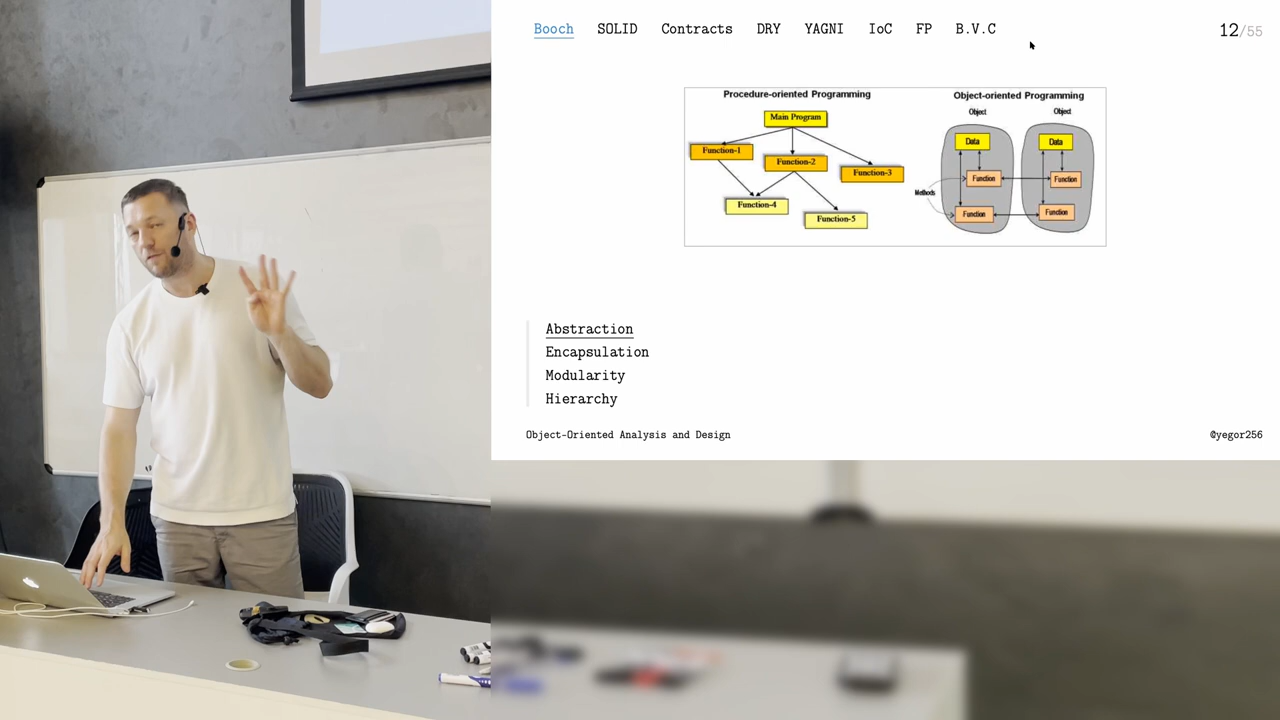 Booch SOLID Contracts DRY YAGNI IoC FP B.V.C
12/55
Procedure-oriented Programming
Main Program
Function-1
Function-2
Function-3
Function-4
Function-5
Object-oriented Programming
Object
Object
Data
Data
Function
Function
Methods
Function
Function
Abstraction
Encapsulation
Modularity
Hierarchy
Object-Oriented Analysis and Design
@yegor256